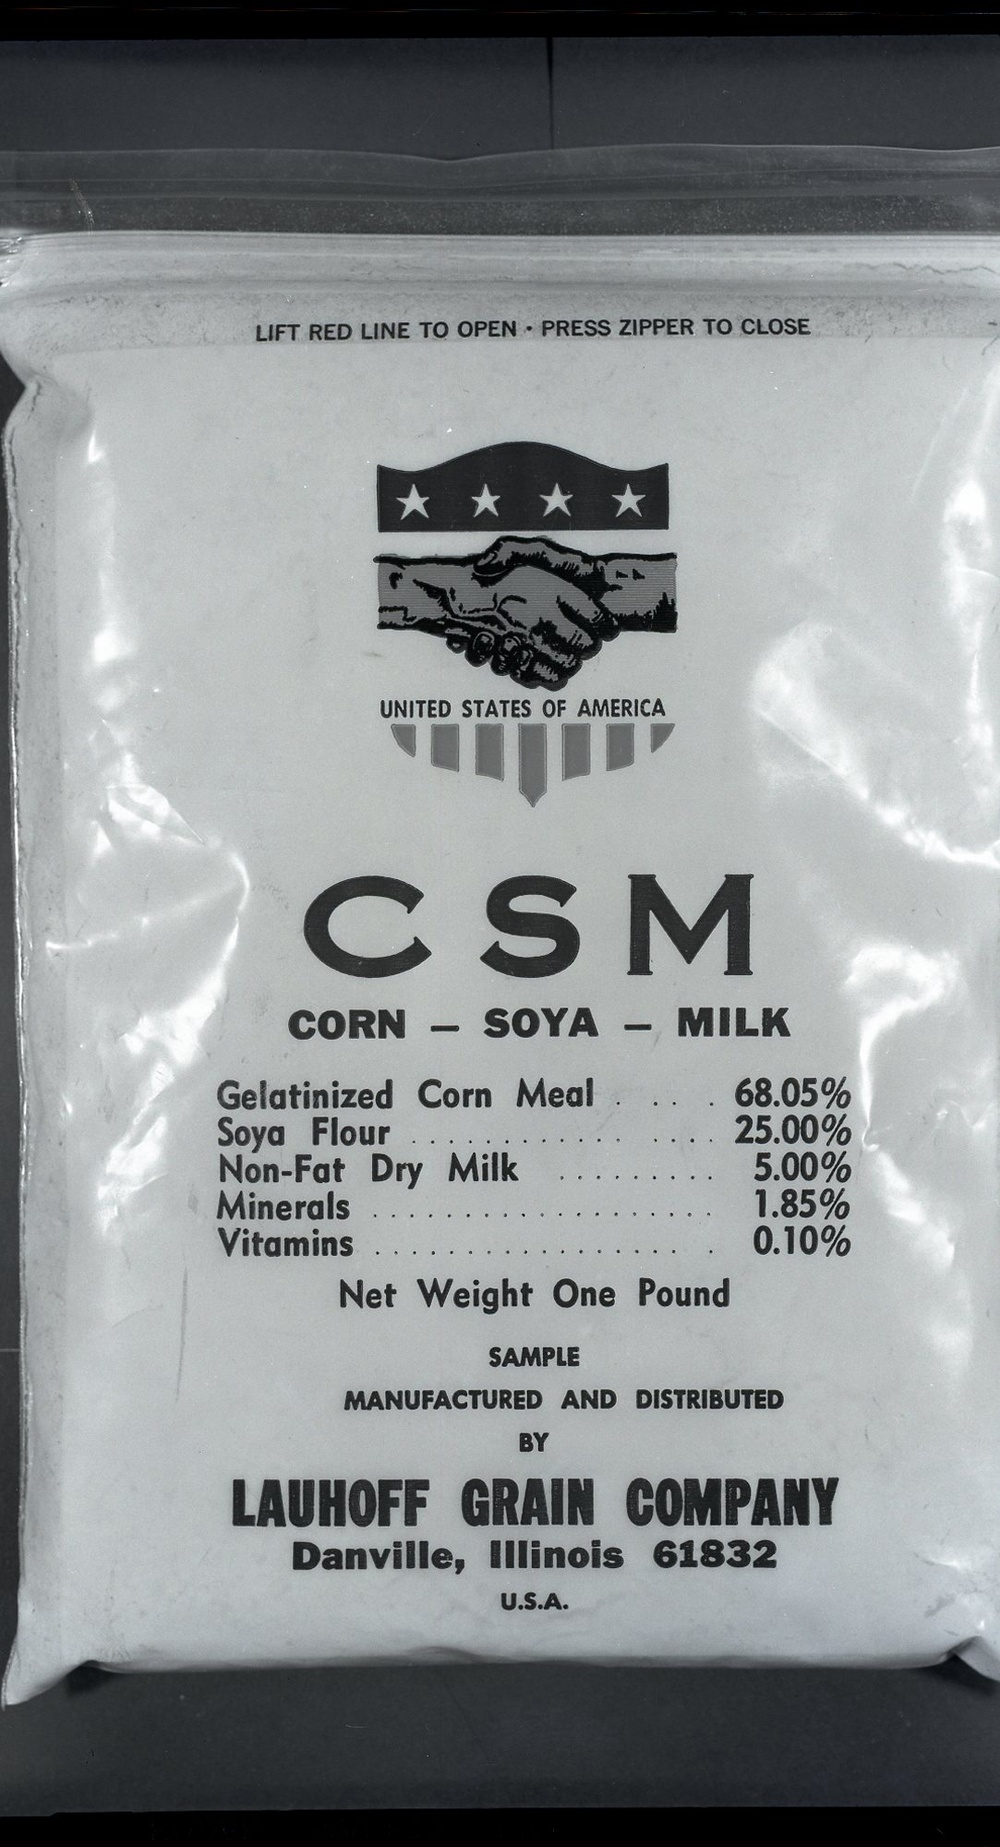 LIFT RED LINE TO OPEN · PRESS ZIPPER TO CLOSE
UNITED STATES OF AMERICA
C S M
CORN — SOYA — MILK
Gelatinized Corn Meal . . . . 68.05%
Soya Flour . . . . . . . . . . . . . . . . 25.00%
Non-Fat Dry Milk . . . . . . . . . 5.00%
Minerals . . . . . . . . . . . . . . . . . . . 1.85%
Vitamins . . . . . . . . . . . . . . . . . . 0.10%
Net Weight One Pound
SAMPLE
MANUFACTURED AND DISTRIBUTED
BY
LAUHOFF GRAIN COMPANY
Danville, Illinois 61832
U.S.A.